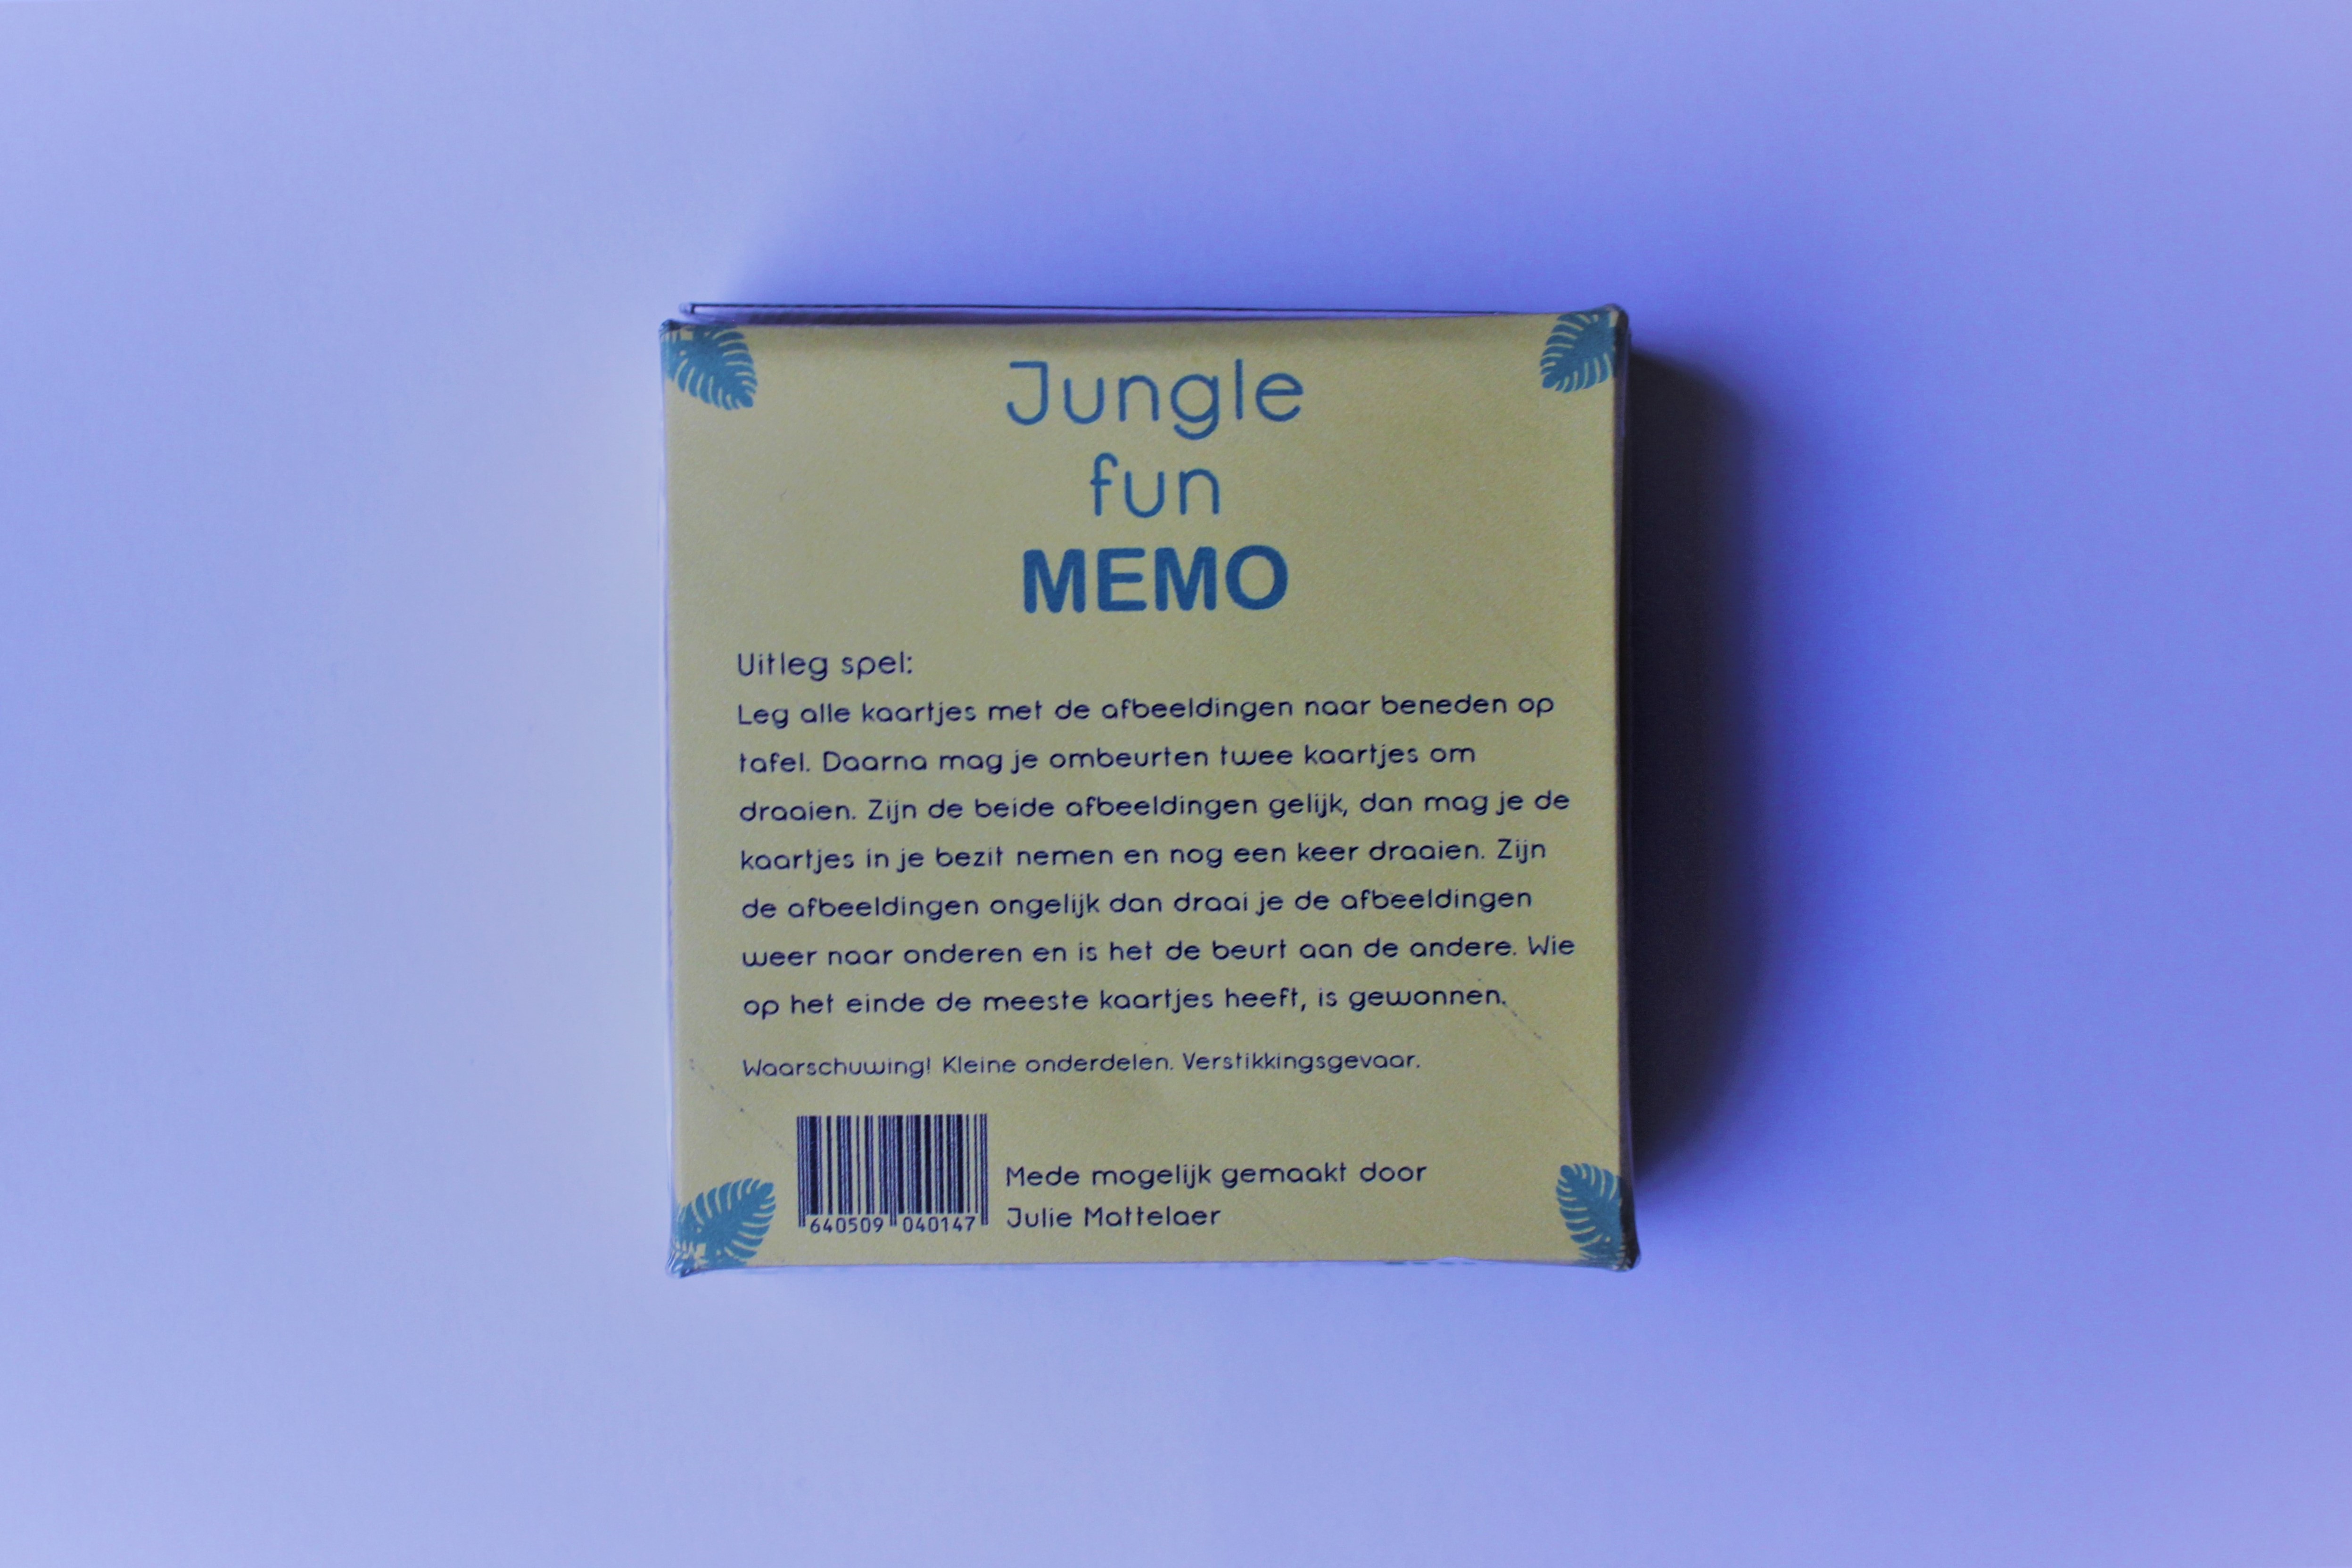 Jungle
fun
MEMO
Uitleg spel:
Leg alle kaartjes met de afbeeldingen naar beneden op
tafel. Daarna mag je ombeurten twee kaartjes om
draaien. Zijn de beide afbeeldingen gelijk, dan mag je de
kaartjes in je bezit nemen en nog een keer draaien. Zijn
de afbeeldingen ongelijk dan draai je de afbeeldingen
weer naar onderen en is het de beurt aan de andere. Wie
op het einde de meeste kaartjes heeft, is gewonnen.
Waarschuwing! Kleine onderdelen. Verstikkingsgevaar.
640509 040147
Mede mogelijk gemaakt door
Julie Mattelaer